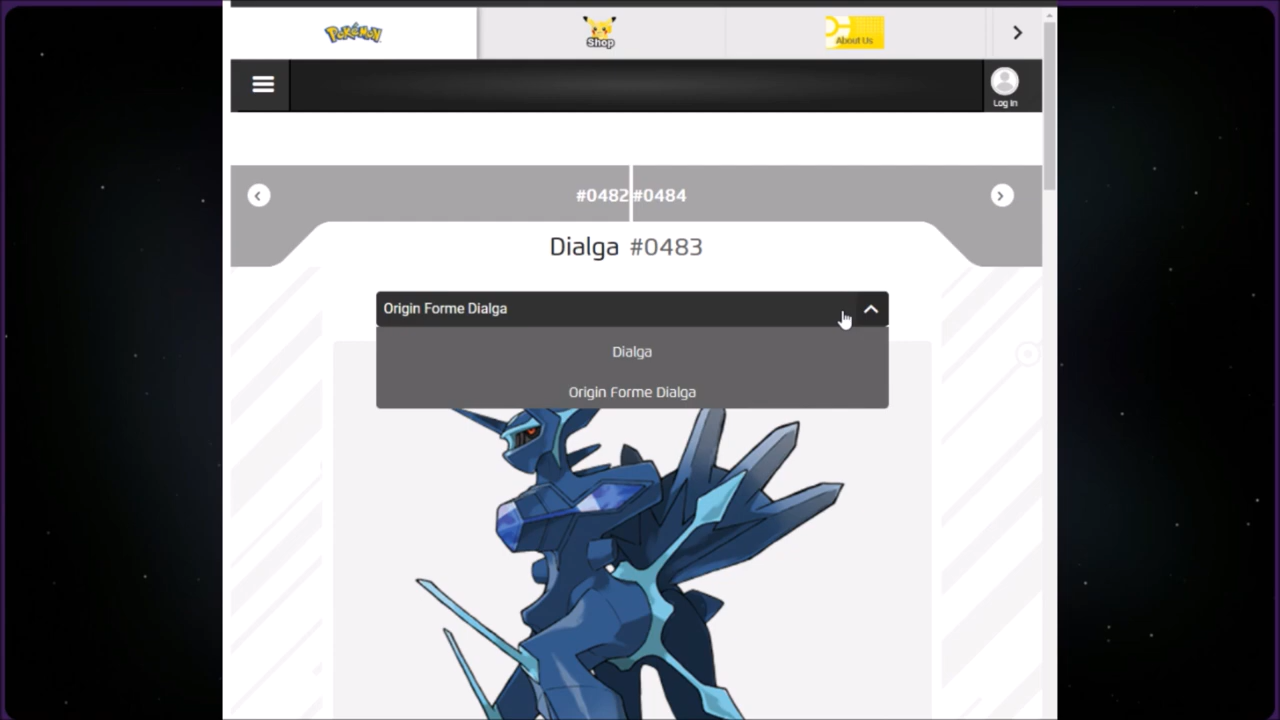 Pokémon
Shop
About Us
Log In
#0482 #0484
Dialga #0483
Origin Forme Dialga
Dialga
Origin Forme Dialga